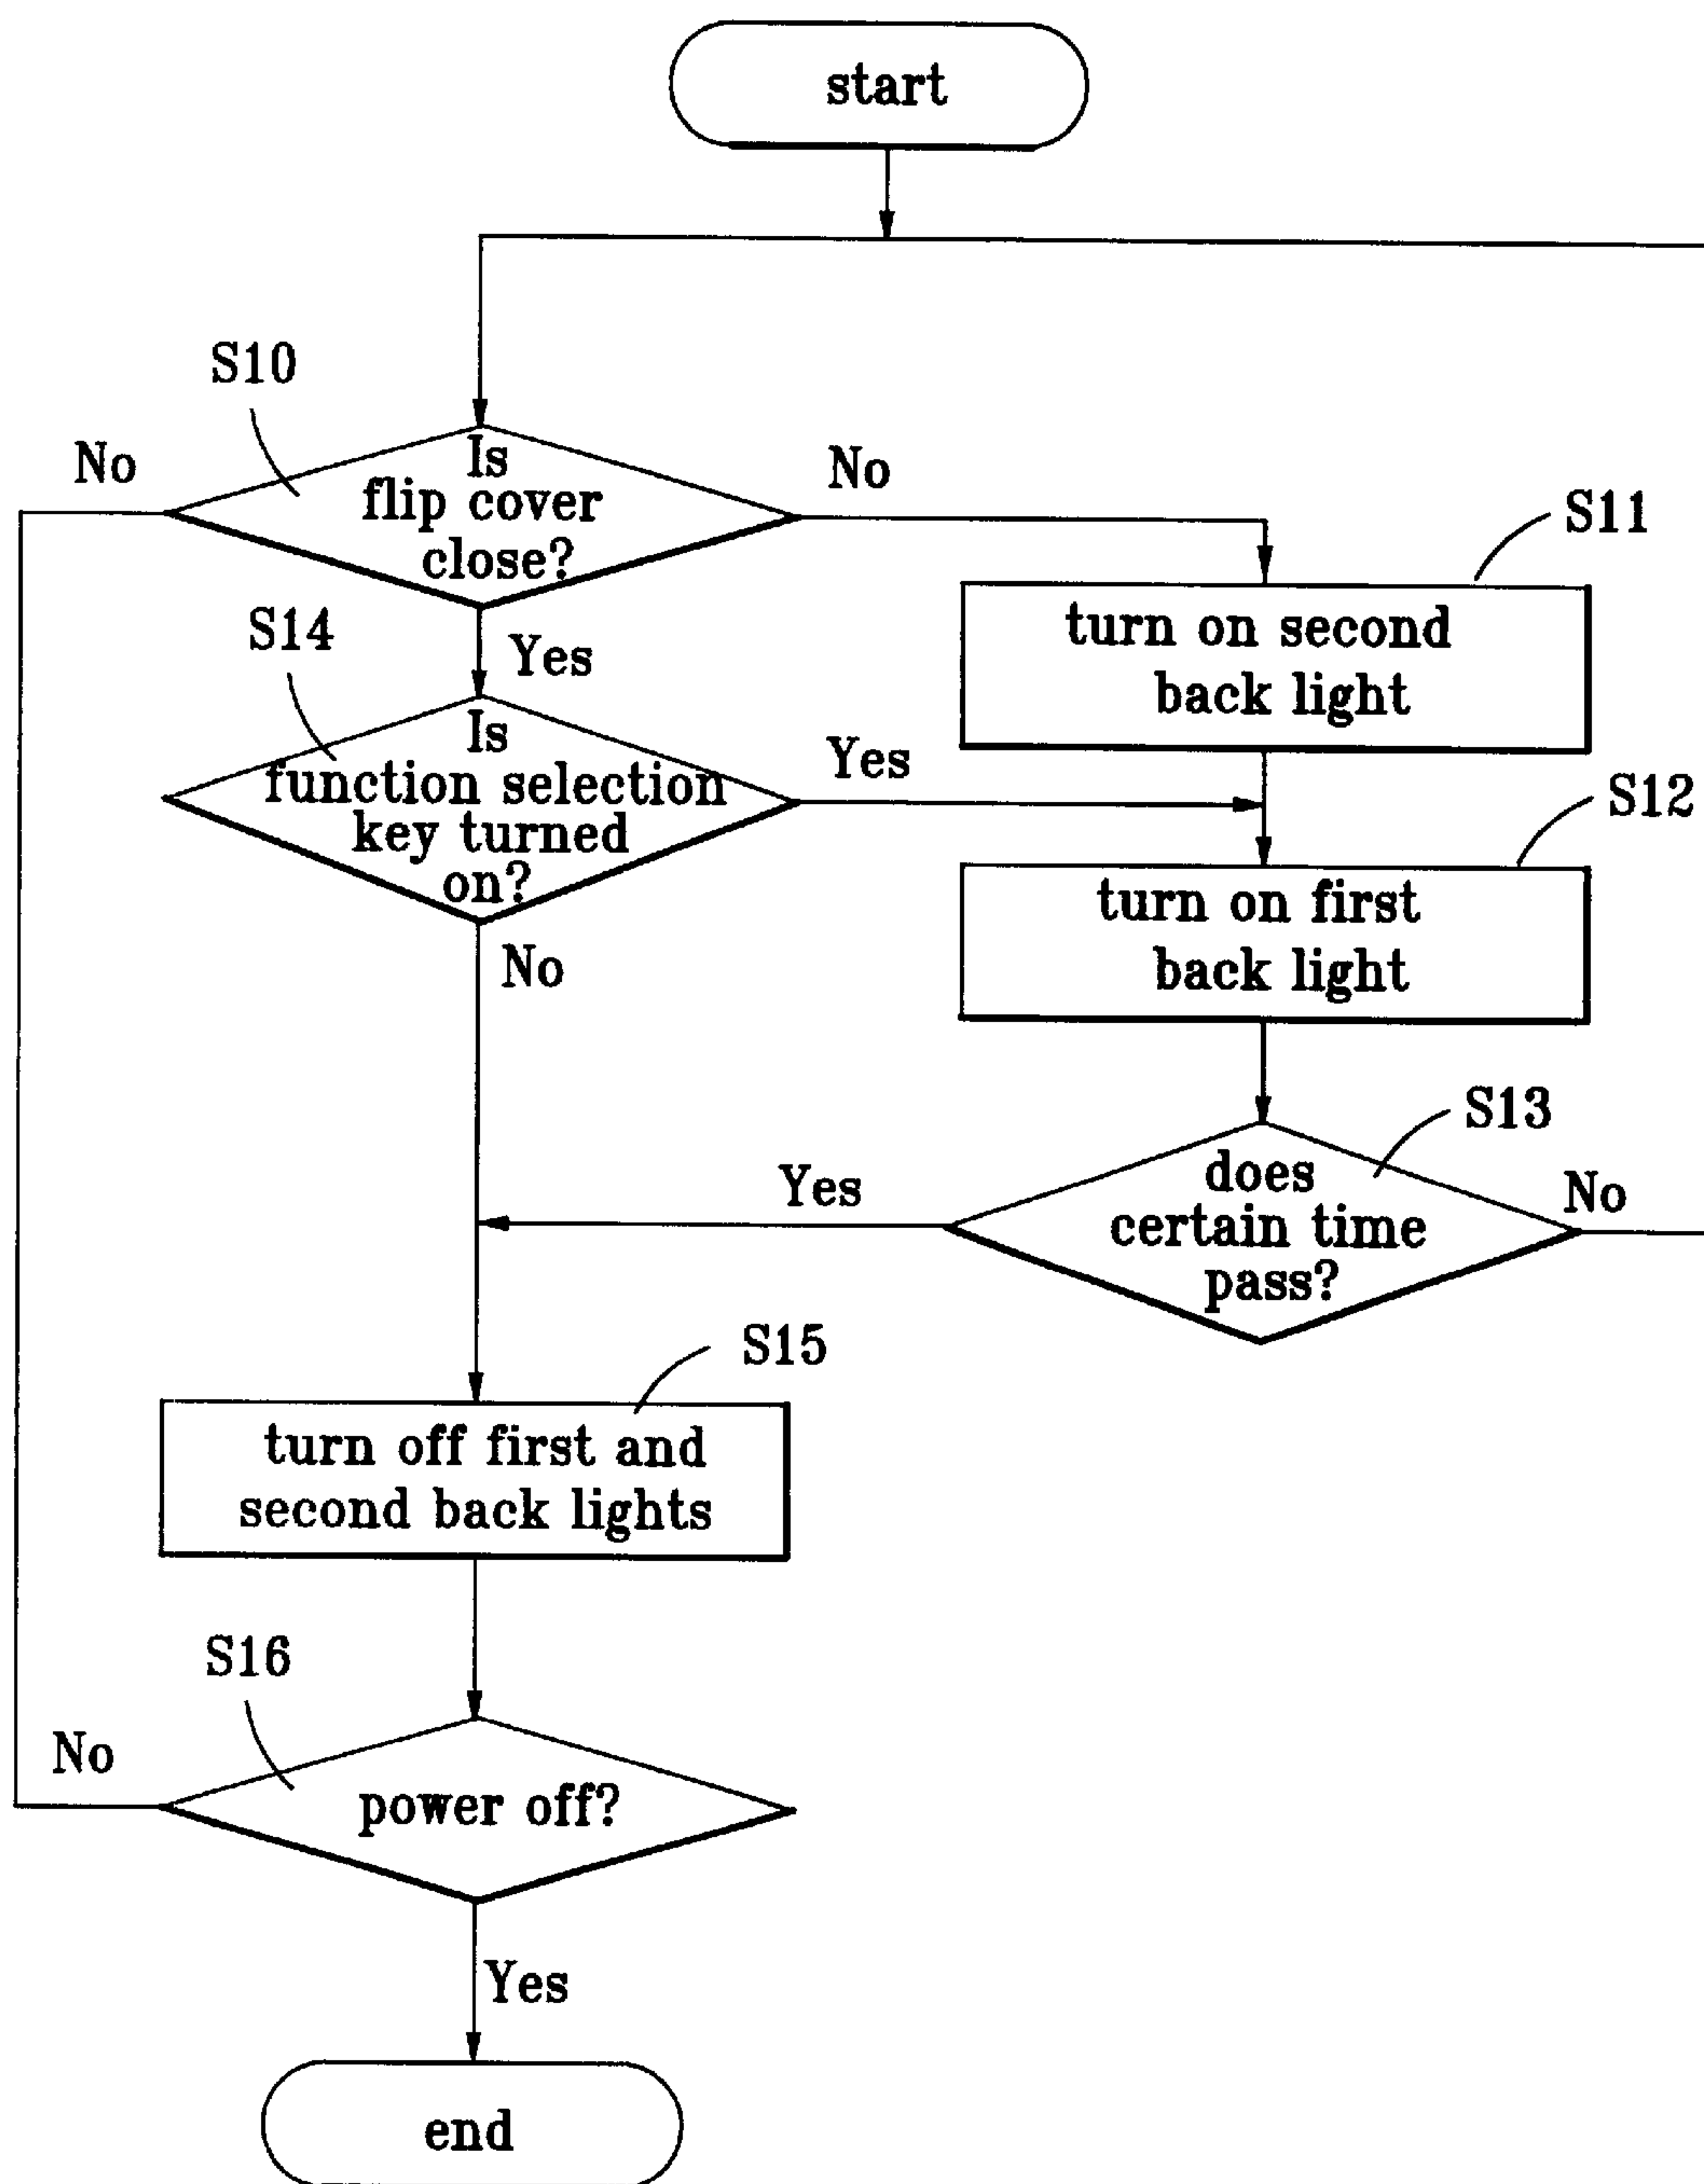 start
S10
No
Is
flip cover
close?
No
S11
turn on second
back light
S14
Yes
Is
function selection
key turned
on?
Yes
S12
turn on first
back light
No
S13
does
certain time
pass?
Yes
No
S15
turn off first and
second back lights
S16
No
power off?
Yes
end